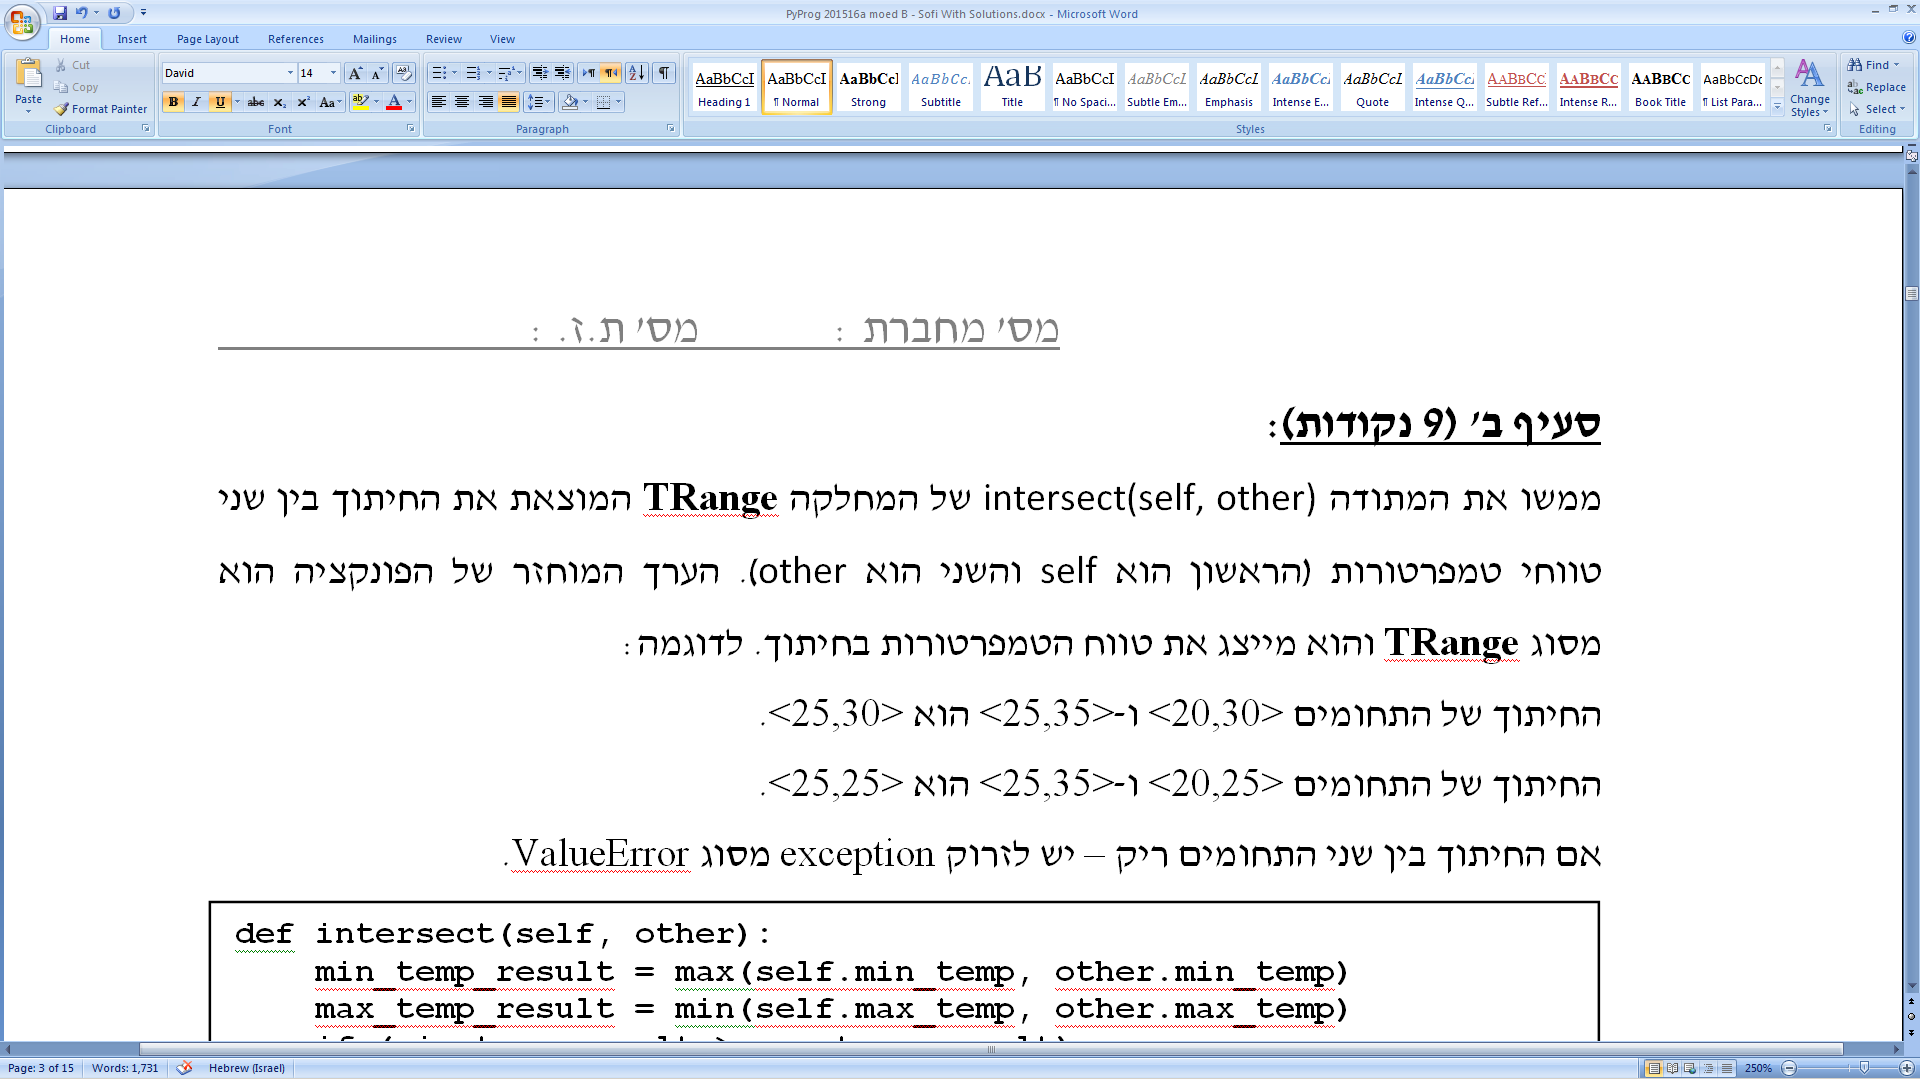 PyProg 201516a moed B - Sofi With Solutions.docx - Microsoft Word
Home Insert Page Layout References Mailings Review View
Paste
Cut
Copy
Format Painter
Clipboard
David 14
Font
Paragraph
AaBbCcI AaBbCcI AaBbCcI AaBbCc. AaB AaBbCcI AaBbCc. AaBbCcL AaBbCcL AaBbCcL AaBbCcI AABBCC AABBCC AABBCC AaBbCcDc
Heading 1 ¶ Normal Strong Subtitle Title ¶ No Spaci... Subtle Em... Emphasis Intense E... Quote Intense Q... Subtle Ref... Intense R... Book Title ¶ List Para...
Change Styles
Styles
Find
Replace
Select
Editing
מס' מחברת : מס' ת.ז. :
סעיף ב' (9 נקודות):
ממשו את המתודה intersect(self, other) של המחלקה TRange המוצאת את החיתוך בין שני
טווחי טמפרטורות (הראשון הוא self והשני הוא other). הערך המוחזר של הפונקציה הוא
מסוג TRange והוא מייצג את טווח הטמפרטורות בחיתוך. לדוגמה:
החיתוך של התחומים <20,30> ו-<25,35> הוא <25,30>.
החיתוך של התחומים <20,25> ו-<25,35> הוא <25,25>.
אם החיתוך בין שני התחומים ריק – יש לזרוק exception מסוג ValueError.
def intersect(self, other):
min_temp_result = max(self.min_temp, other.min_temp)
max_temp_result = min(self.max_temp, other.max_temp)
Page: 3 of 15 Words: 1,731 Hebrew (Israel) 250%